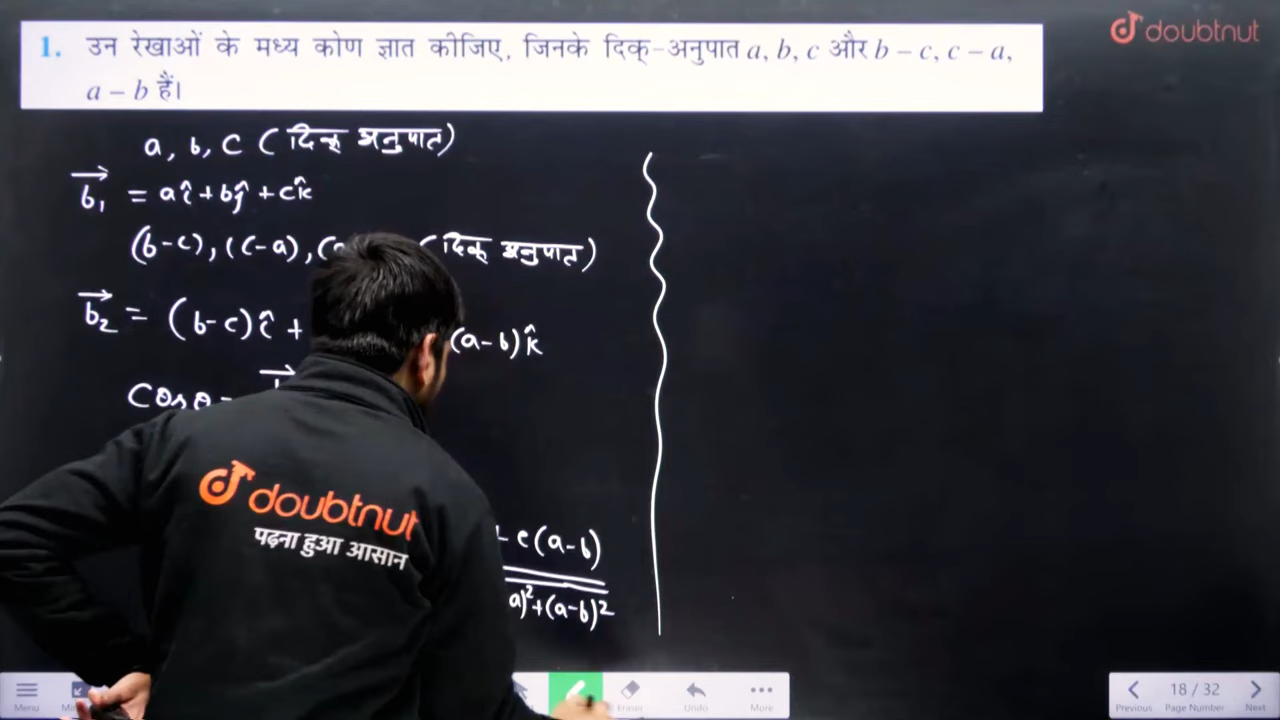 1. उन रेखाओं के मध्य कोण ज्ञात कीजिए, जिनके दिक्-अनुपात a, b, c और b – c, c – a,
a – b हैं।
doubtnut
a, b, c (दिक् अनुपात)
b₁ = aî + bĵ + ck̂
(b-c), (c-a), (दिक् अनुपात)
b₂ = (b-c)î + (a-b)k̂
cosθ =
doubtnut
पढ़ना हुआ आसान
c(a-b)
a)²+(a-b)²
Menu
Eraser
Undo
More
18 / 32
Previous Page Number Next